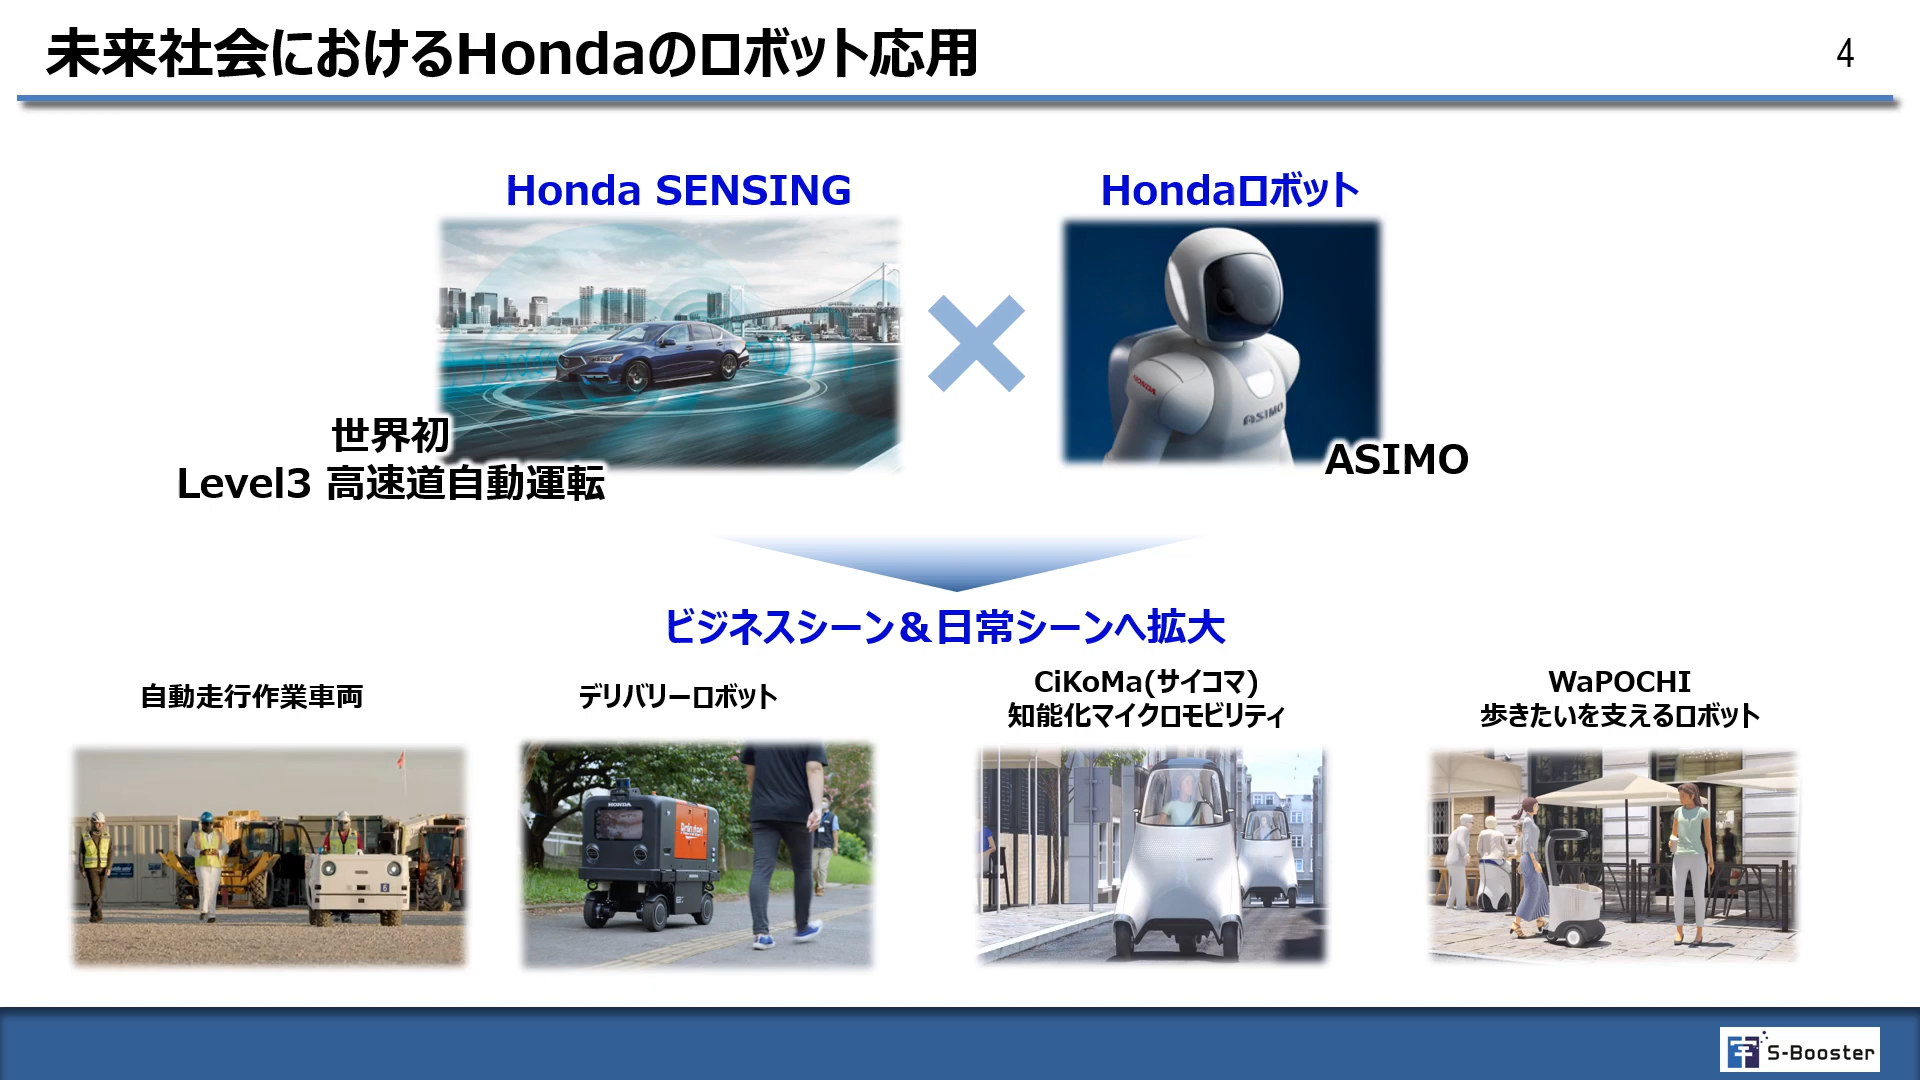 未来社会におけるHondaのロボット応用
4
Honda SENSING
Hondaロボット
HONDA
ASIMO
世界初
Level3 高速道自動運転
ASIMO
ビジネスシーン＆日常シーンへ拡大
自動走行作業車両
デリバリーロボット
CiKoMa(サイコマ)
知能化マイクロモビリティ
WaPOCHI
歩きたいを支えるロボット
6
HONDA
Rakuten
S-Booster